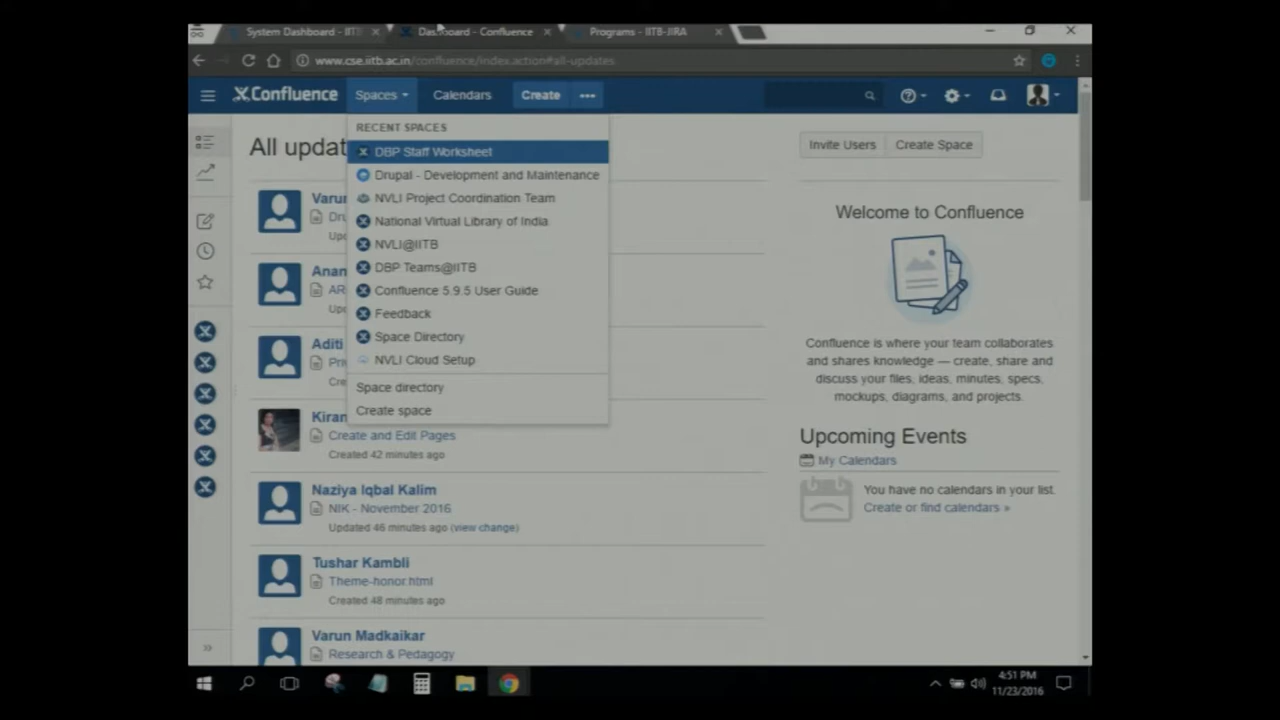 System Dashboard - IIT
Dashboard - Confluence
Programs - IITB-JIRA
www.cse.iitb.ac.in/confluence/index.action#all-updates
Confluence
Spaces
Calendars
Create
RECENT SPACES
DBP Staff Worksheet
Drupal - Development and Maintenance
NVLI Project Coordination Team
National Virtual Library of India
NVLI@IITB
DBP Teams@IITB
Confluence 5.9.5 User Guide
Feedback
Space Directory
NVLI Cloud Setup
Space directory
Create space
All updat
Varun
Dru
Upd
Anan
AR
Upd
Aditi
Pri
Cre
Kiran
Create and Edit Pages
Created 42 minutes ago
Naziya Iqbal Kalim
NIK - November 2016
Updated 46 minutes ago (view change)
Tushar Kambli
Theme-honor.html
Created 48 minutes ago
Varun Madkaikar
Research & Pedagogy
Invite Users
Create Space
Welcome to Confluence
Confluence is where your team collaborates
and shares knowledge — create, share and
discuss your files, ideas, minutes, specs,
mockups, diagrams, and projects.
Upcoming Events
My Calendars
You have no calendars in your list.
Create or find calendars »
4:51 PM
11/23/2016